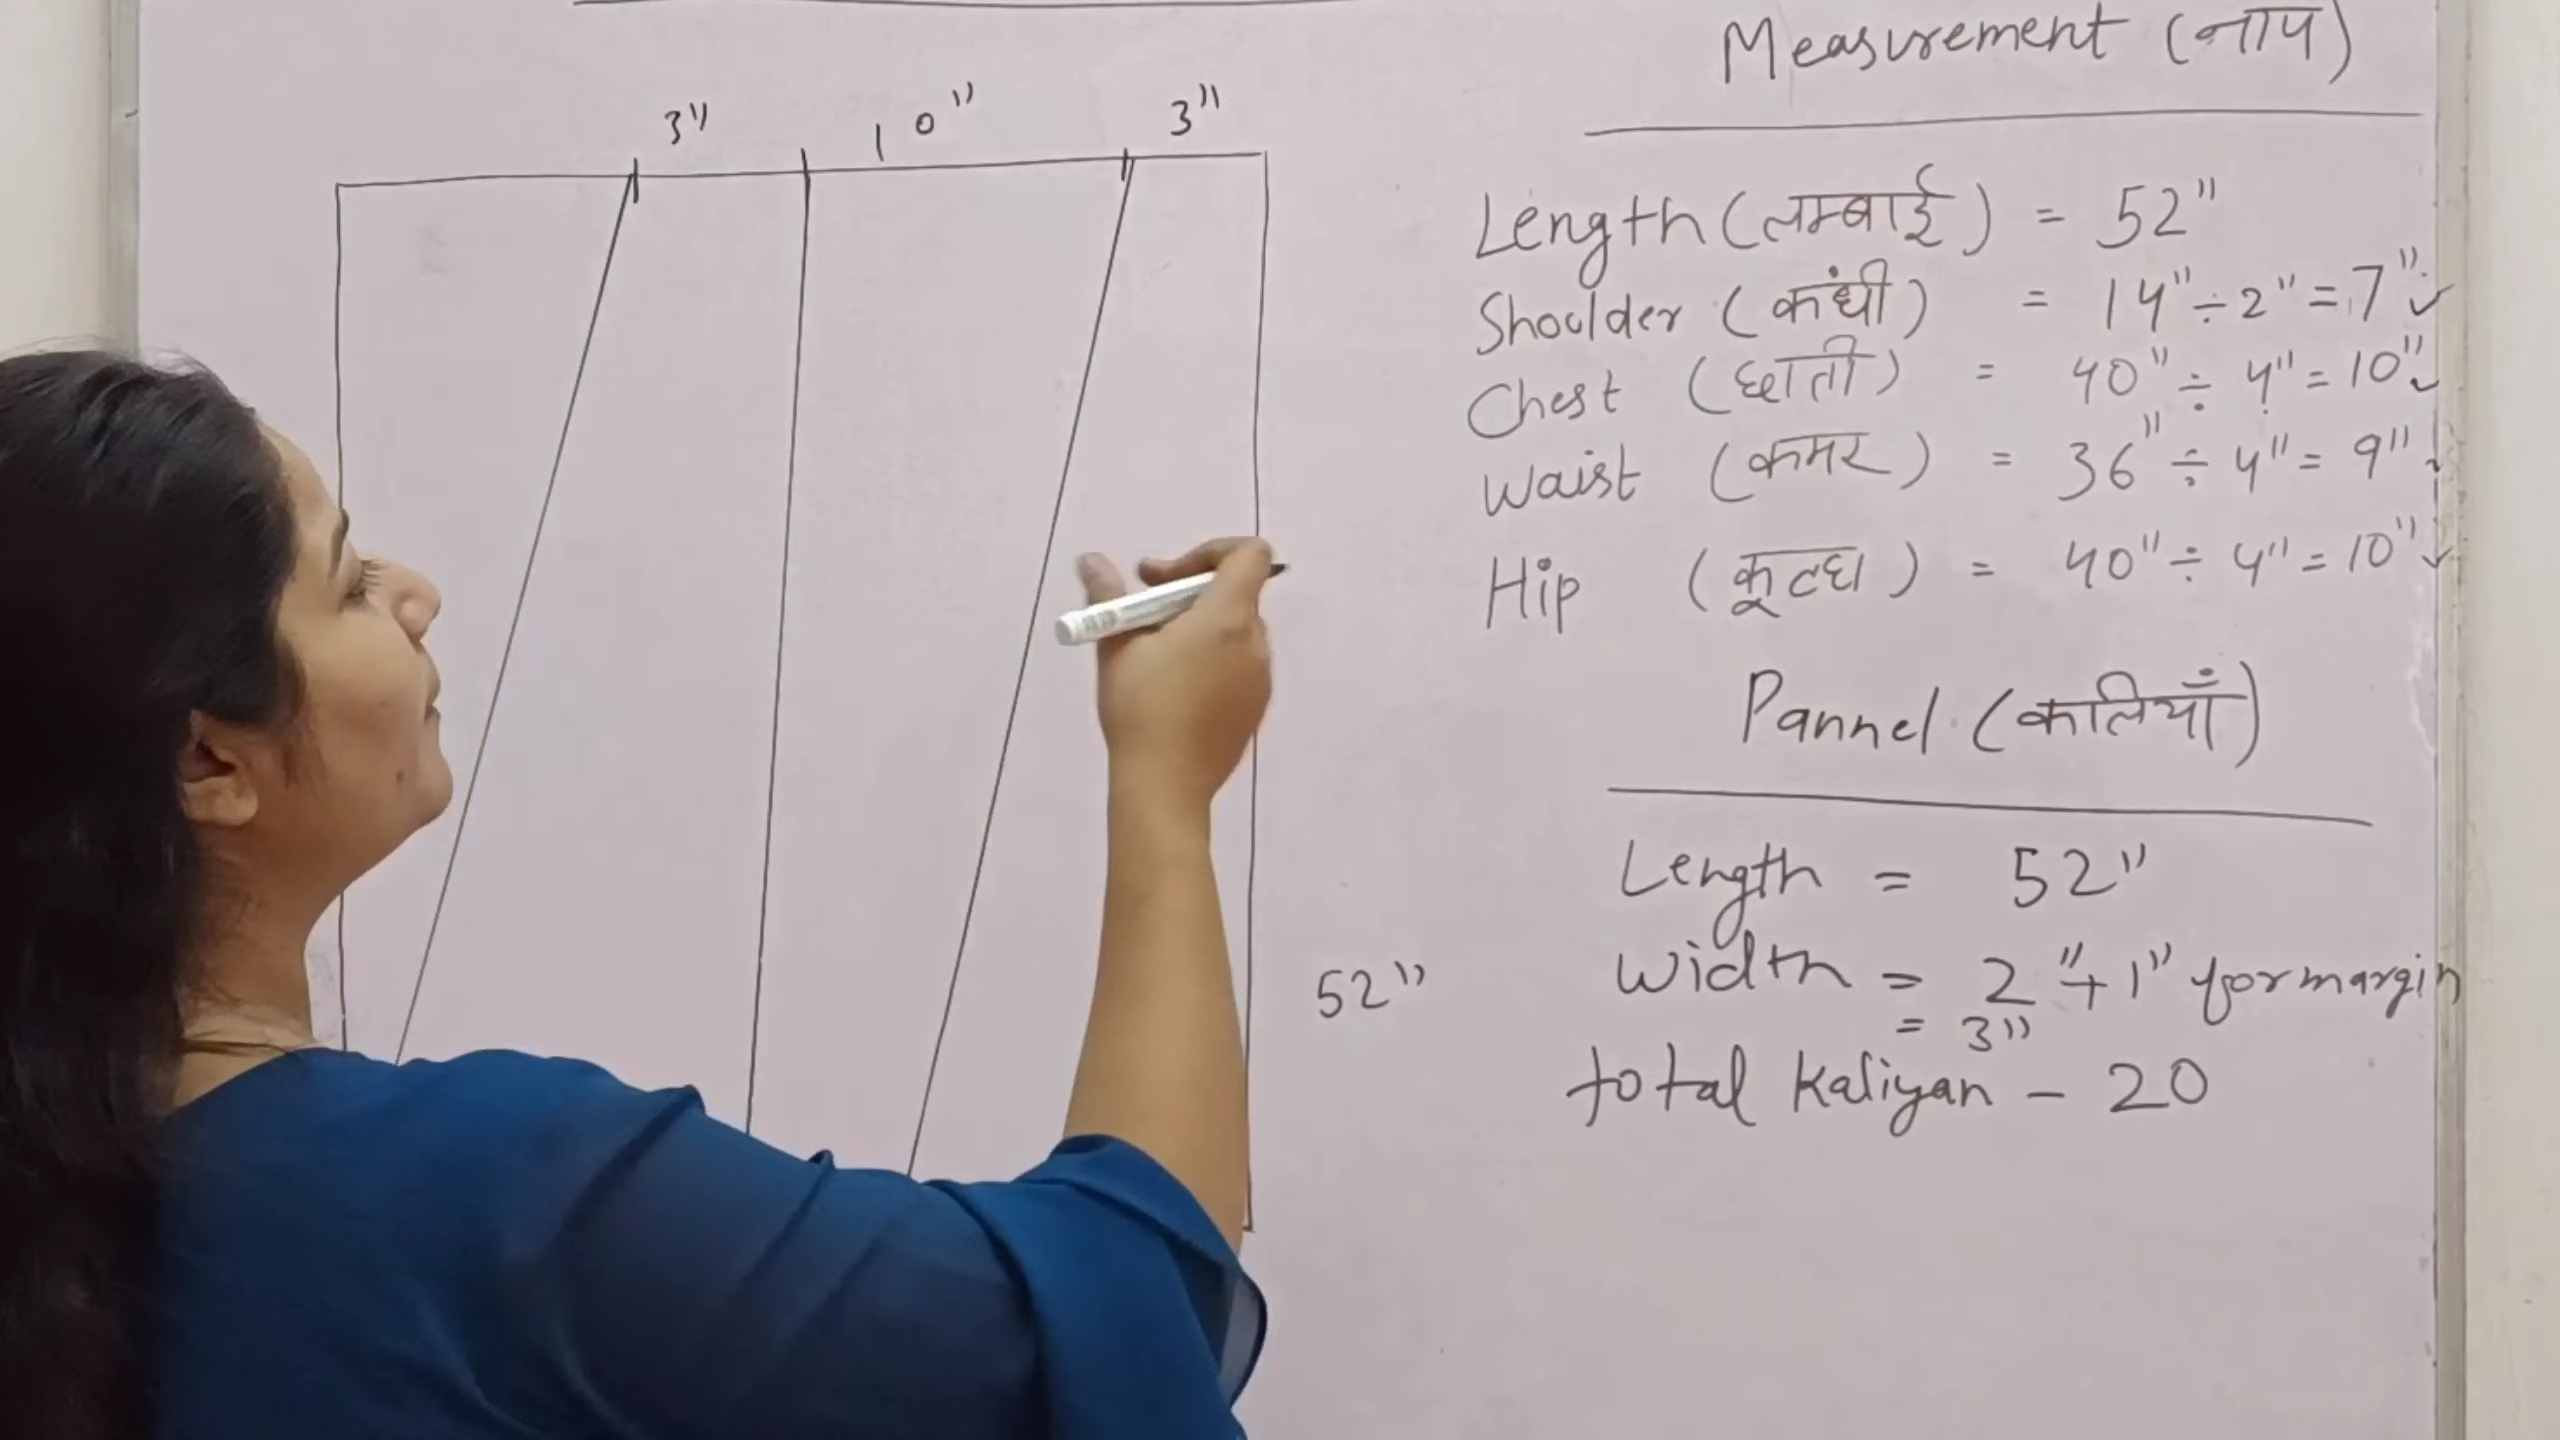 3" 10" 3"
52"
Measurement (नाप)
Length (लम्बाई) = 52"
Shoulder (कंधी) = 14" ÷ 2" = 7"
Chest (छाती) = 40" ÷ 4" = 10"
Waist (कमर) = 36" ÷ 4" = 9"
Hip (कूल्हा) = 40" ÷ 4" = 10"
Pannel (कलियाँ)
Length = 52"
Width = 2"+1" for margin
= 3"
total Kaliyan - 20